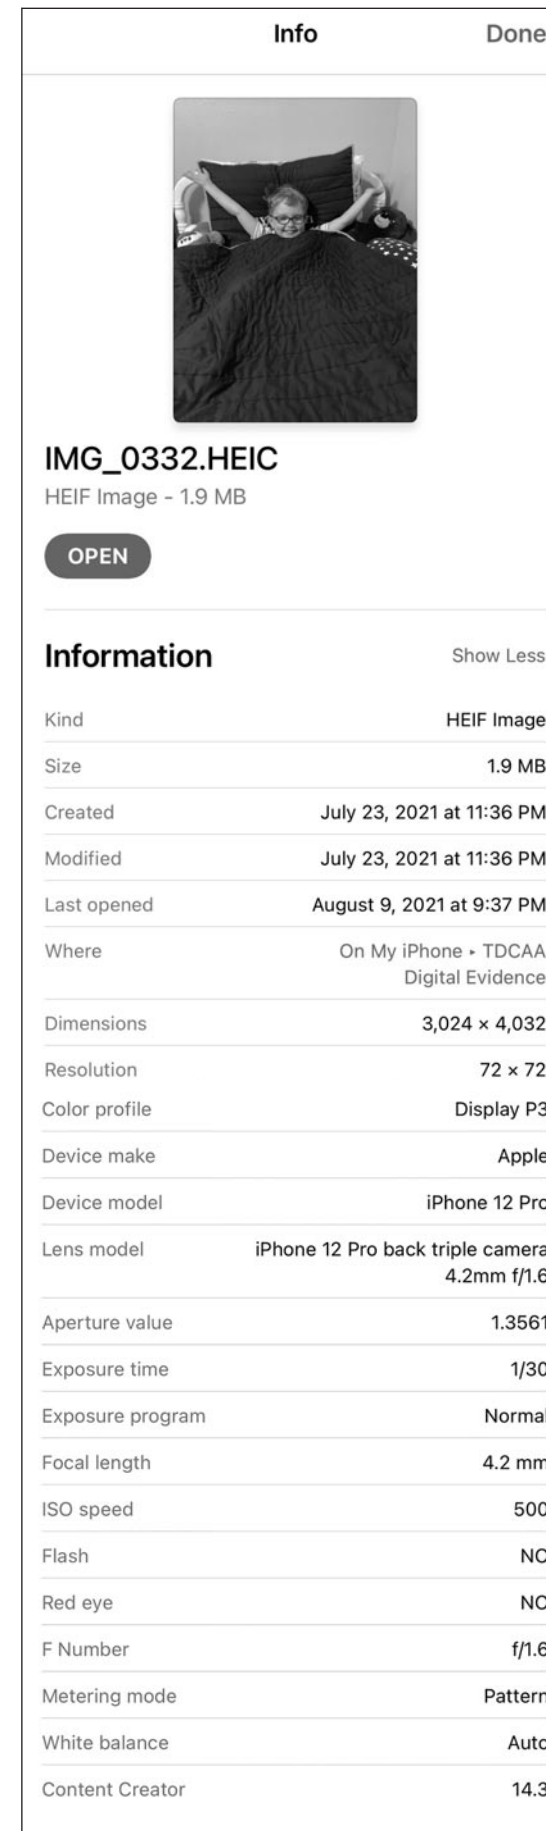 Info Done
IMG_0332.HEIC
HEIF Image - 1.9 MB
OPEN
Information Show Less
Kind HEIF Image
Size 1.9 MB
Created July 23, 2021 at 11:36 PM
Modified July 23, 2021 at 11:36 PM
Last opened August 9, 2021 at 9:37 PM
Where On My iPhone ▸ TDCAA
Digital Evidence
Dimensions 3,024 × 4,032
Resolution 72 × 72
Color profile Display P3
Device make Apple
Device model iPhone 12 Pro
Lens model iPhone 12 Pro back triple camera
4.2mm f/1.6
Aperture value 1.3561
Exposure time 1/30
Exposure program Normal
Focal length 4.2 mm
ISO speed 500
Flash NO
Red eye NO
F Number f/1.6
Metering mode Pattern
White balance Auto
Content Creator 14.3